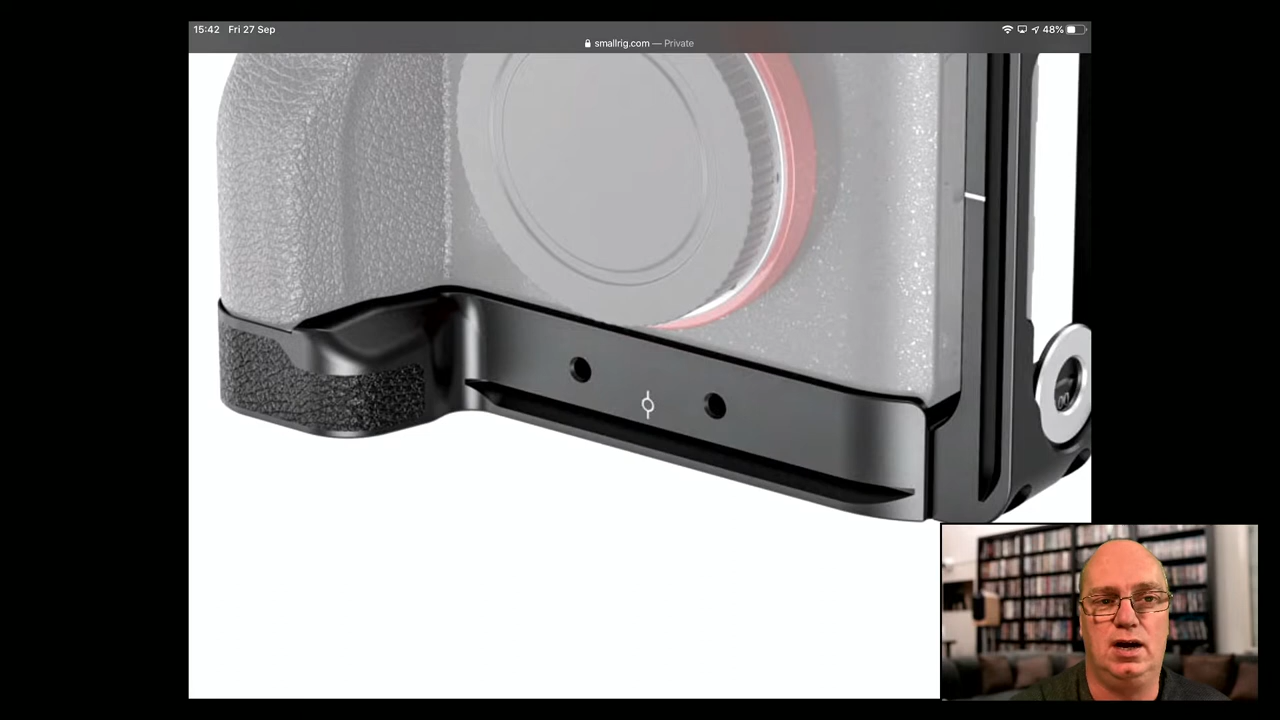 15:42 Fri 27 Sep 48%
smallrig.com — Private